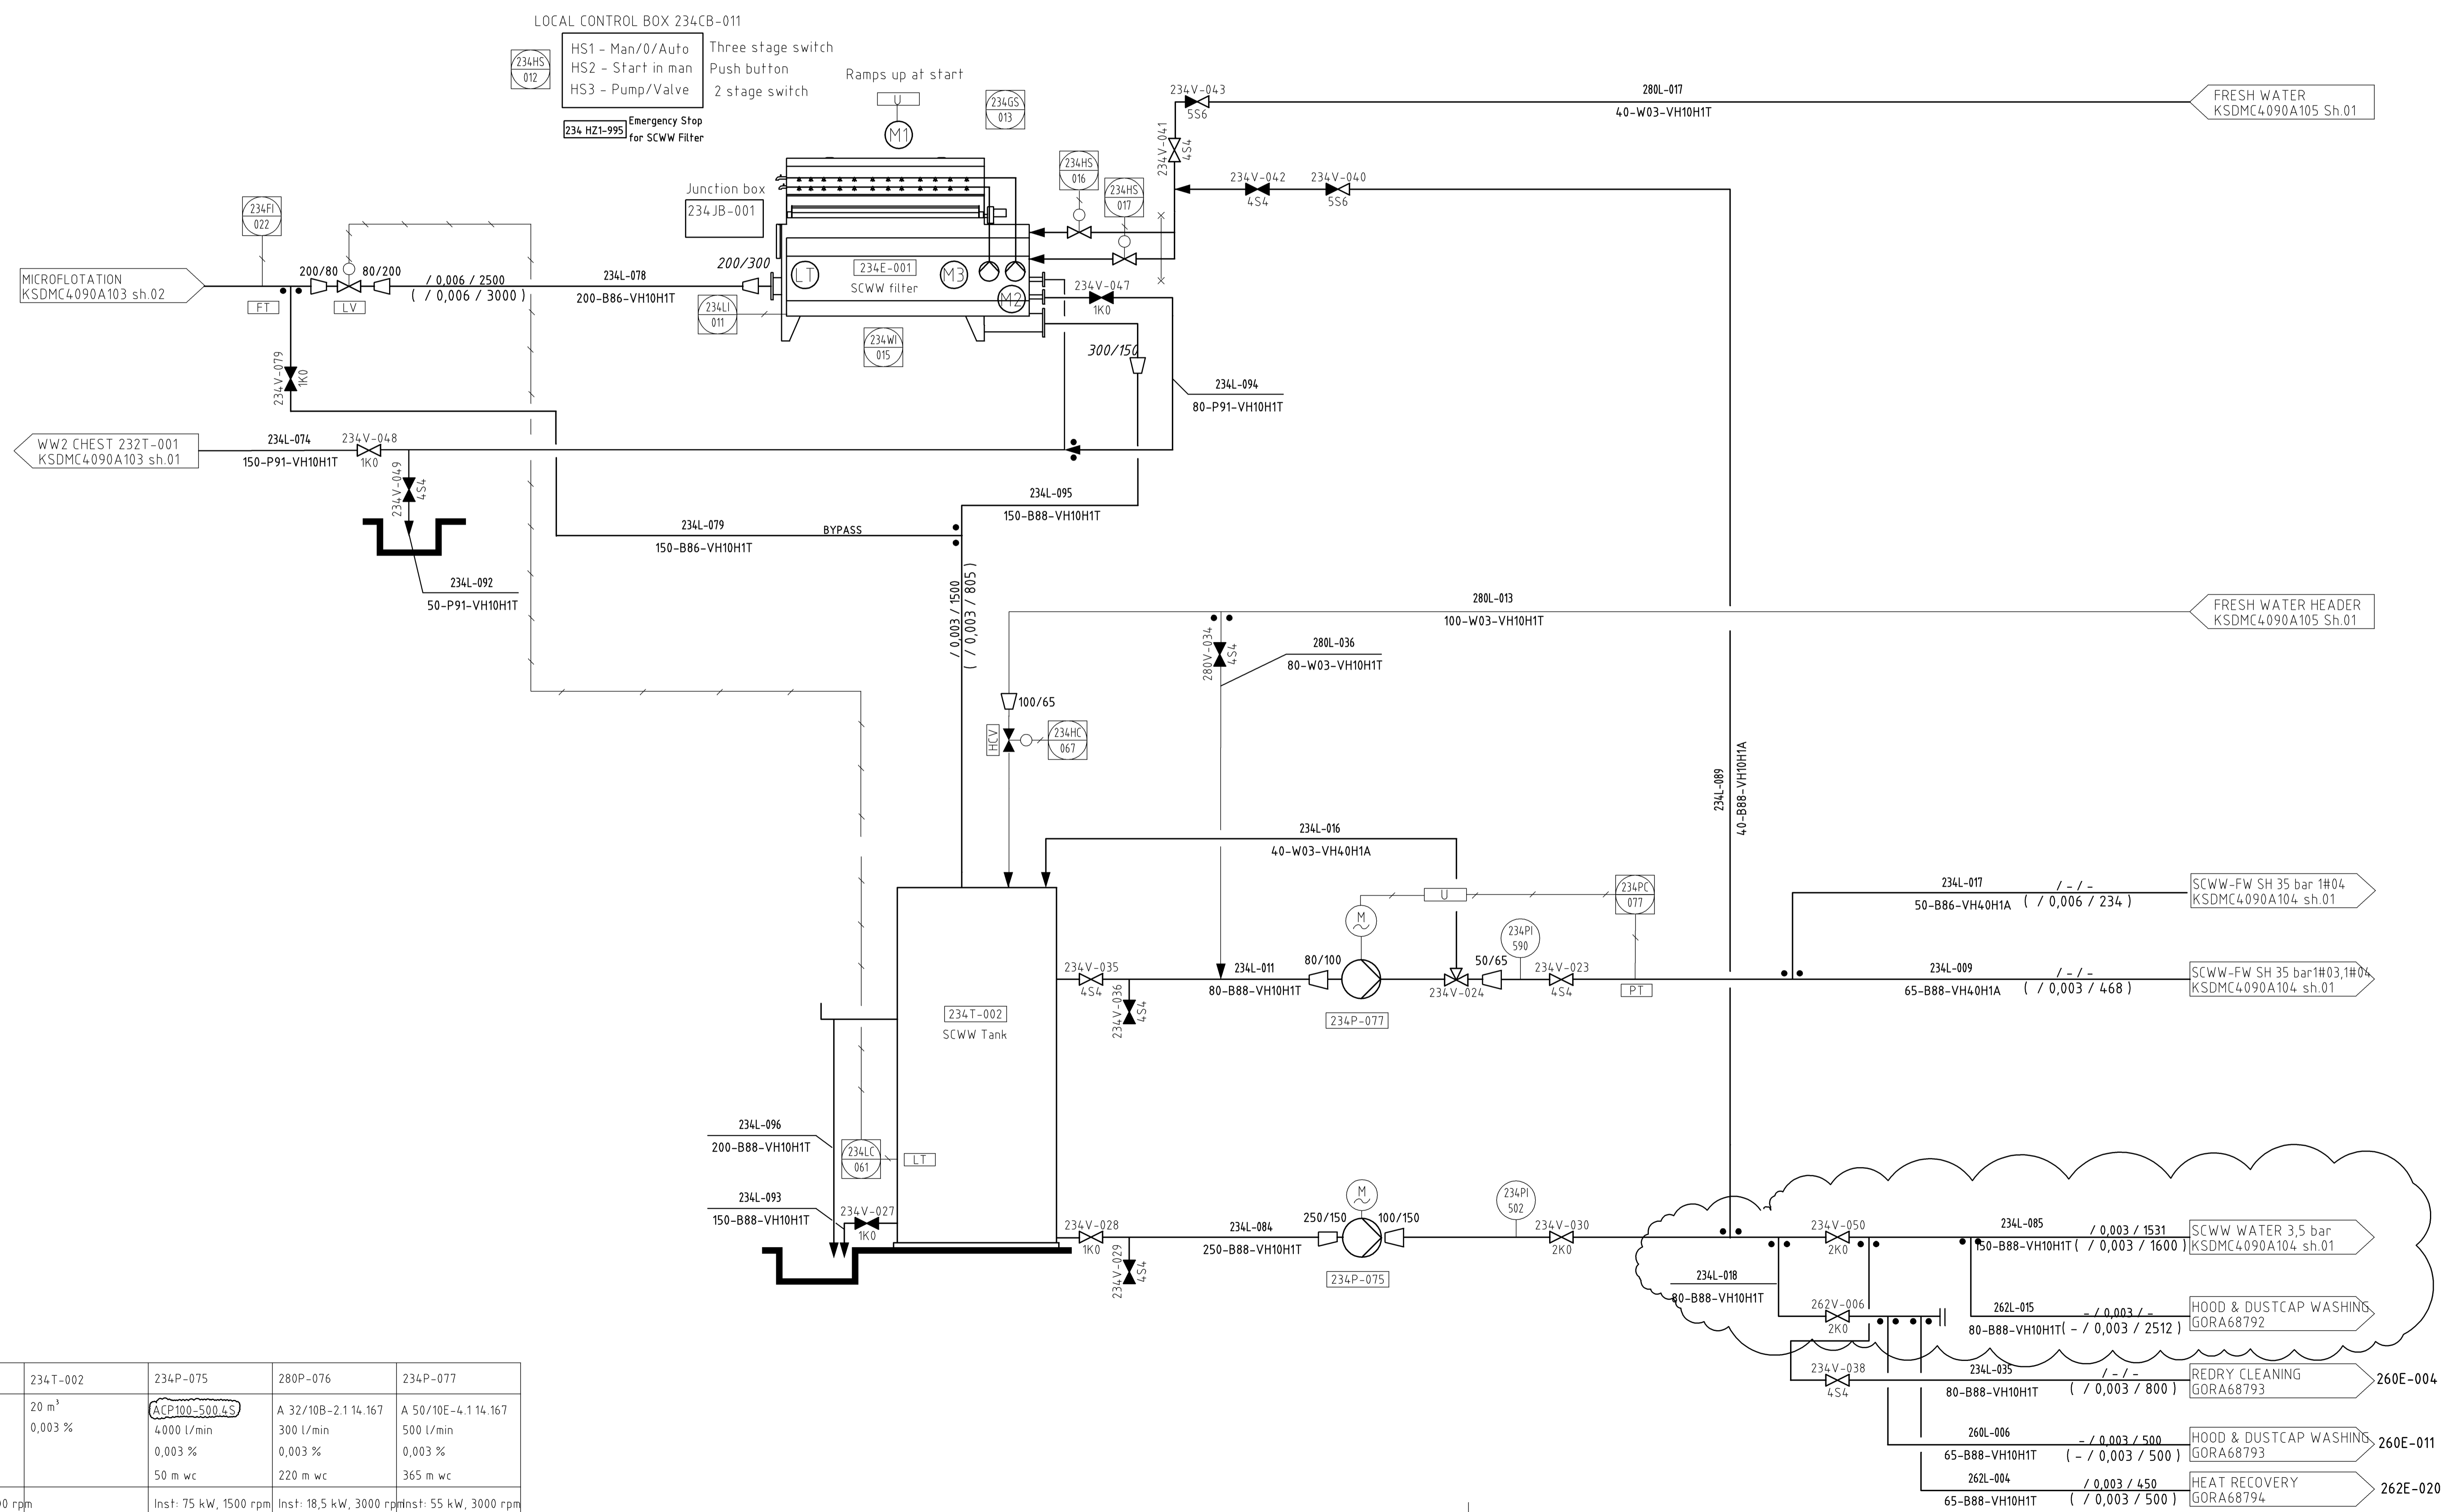 LOCAL CONTROL BOX 234CB-011
234HS
012
HS1 - Man/0/Auto
HS2 - Start in man
HS3 - Pump/Valve
Three stage switch
Push button
2 stage switch
234 HZ1-995
Emergency Stop
for SCWW Filter
Ramps up at start
U
M1
234GS
013
234V-043
5S6
280L-017
40-W03-VH10H1T
FRESH WATER
KSDMC4090A105 Sh.01
234V-041
4S4
234HS
016
234HS
017
234V-042
4S4
234V-040
5S6
Junction box
234JB-001
234FI
022
MICROFLOTATION
KSDMC4090A103 sh.02
FT
200/80
LV
80/200
/ 0,006 / 2500
( / 0,006 / 3000 )
234L-078
200-B86-VH10H1T
200/300
LT
234E-001
SCWW filter
M3
M2
234LI
011
234WI
015
234V-047
1K0
300/150
234V-079
1K0
234L-094
80-P91-VH10H1T
WW2 CHEST 232T-001
KSDMC4090A103 sh.01
234L-074
150-P91-VH10H1T
234V-048
1K0
234V-049
4S4
234L-095
150-B88-VH10H1T
234L-079
BYPASS
150-B86-VH10H1T
234L-092
50-P91-VH10H1T
/ 0,003 / 1500
( / 0,003 / 805 )
280L-013
100-W03-VH10H1T
FRESH WATER HEADER
KSDMC4090A105 Sh.01
280V-034
4S4
280L-036
80-W03-VH10H1T
100/65
HCV
234HC
067
234L-089
40-B88-VH10H1A
234L-016
40-W03-VH40H1A
U
234PC
077
M
234PI
590
234L-017
50-B86-VH40H1A
/ - / -
( / 0,006 / 234 )
SCWW-FW SH 35 bar 1#04
KSDMC4090A104 sh.01
234V-035
4S4
234V-036
4S4
234L-011
80-B88-VH10H1T
80/100
234P-077
234V-024
50/65
234V-023
4S4
PT
234L-009
65-B88-VH40H1A
/ - / -
( / 0,003 / 468 )
SCWW-FW SH 35 bar1#03,1#04
KSDMC4090A104 sh.01
234T-002
SCWW Tank
234L-096
200-B88-VH10H1T
234LC
061
LT
234L-093
150-B88-VH10H1T
234V-027
1K0
234V-028
1K0
234V-029
4S4
234L-084
250-B88-VH10H1T
250/150
M
100/150
234P-075
234PI
502
234V-030
2K0
234V-050
2K0
234L-085
150-B88-VH10H1T
/ 0,003 / 1531
( / 0,003 / 1600 )
SCWW WATER 3,5 bar
KSDMC4090A104 sh.01
234L-018
80-B88-VH10H1T
262V-006
2K0
262L-015
80-B88-VH10H1T
- / 0,003 / -
( - / 0,003 / 2512 )
HOOD & DUSTCAP WASHING
GORA68792
234V-038
4S4
234L-035
80-B88-VH10H1T
/ - / -
( / 0,003 / 800 )
REDRY CLEANING
GORA68793
260E-004
260L-006
65-B88-VH10H1T
- / 0,003 / 500
( - / 0,003 / 500 )
HOOD & DUSTCAP WASHING
GORA68793
260E-011
262L-004
65-B88-VH10H1T
/ 0,003 / 450
( / 0,003 / 500 )
HEAT RECOVERY
GORA68794
262E-020
234T-002 234P-075 280P-076 234P-077
20 m³ ACP100-500.4S A 32/10B-2.1 14.167 A 50/10E-4.1 14.167
0,003 % 4000 l/min 300 l/min 500 l/min
0,003 % 0,003 % 0,003 %
50 m wc 220 m wc 365 m wc
0 rpm Inst: 75 kW, 1500 rpm Inst: 18,5 kW, 3000 rpm Inst: 55 kW, 3000 rpm